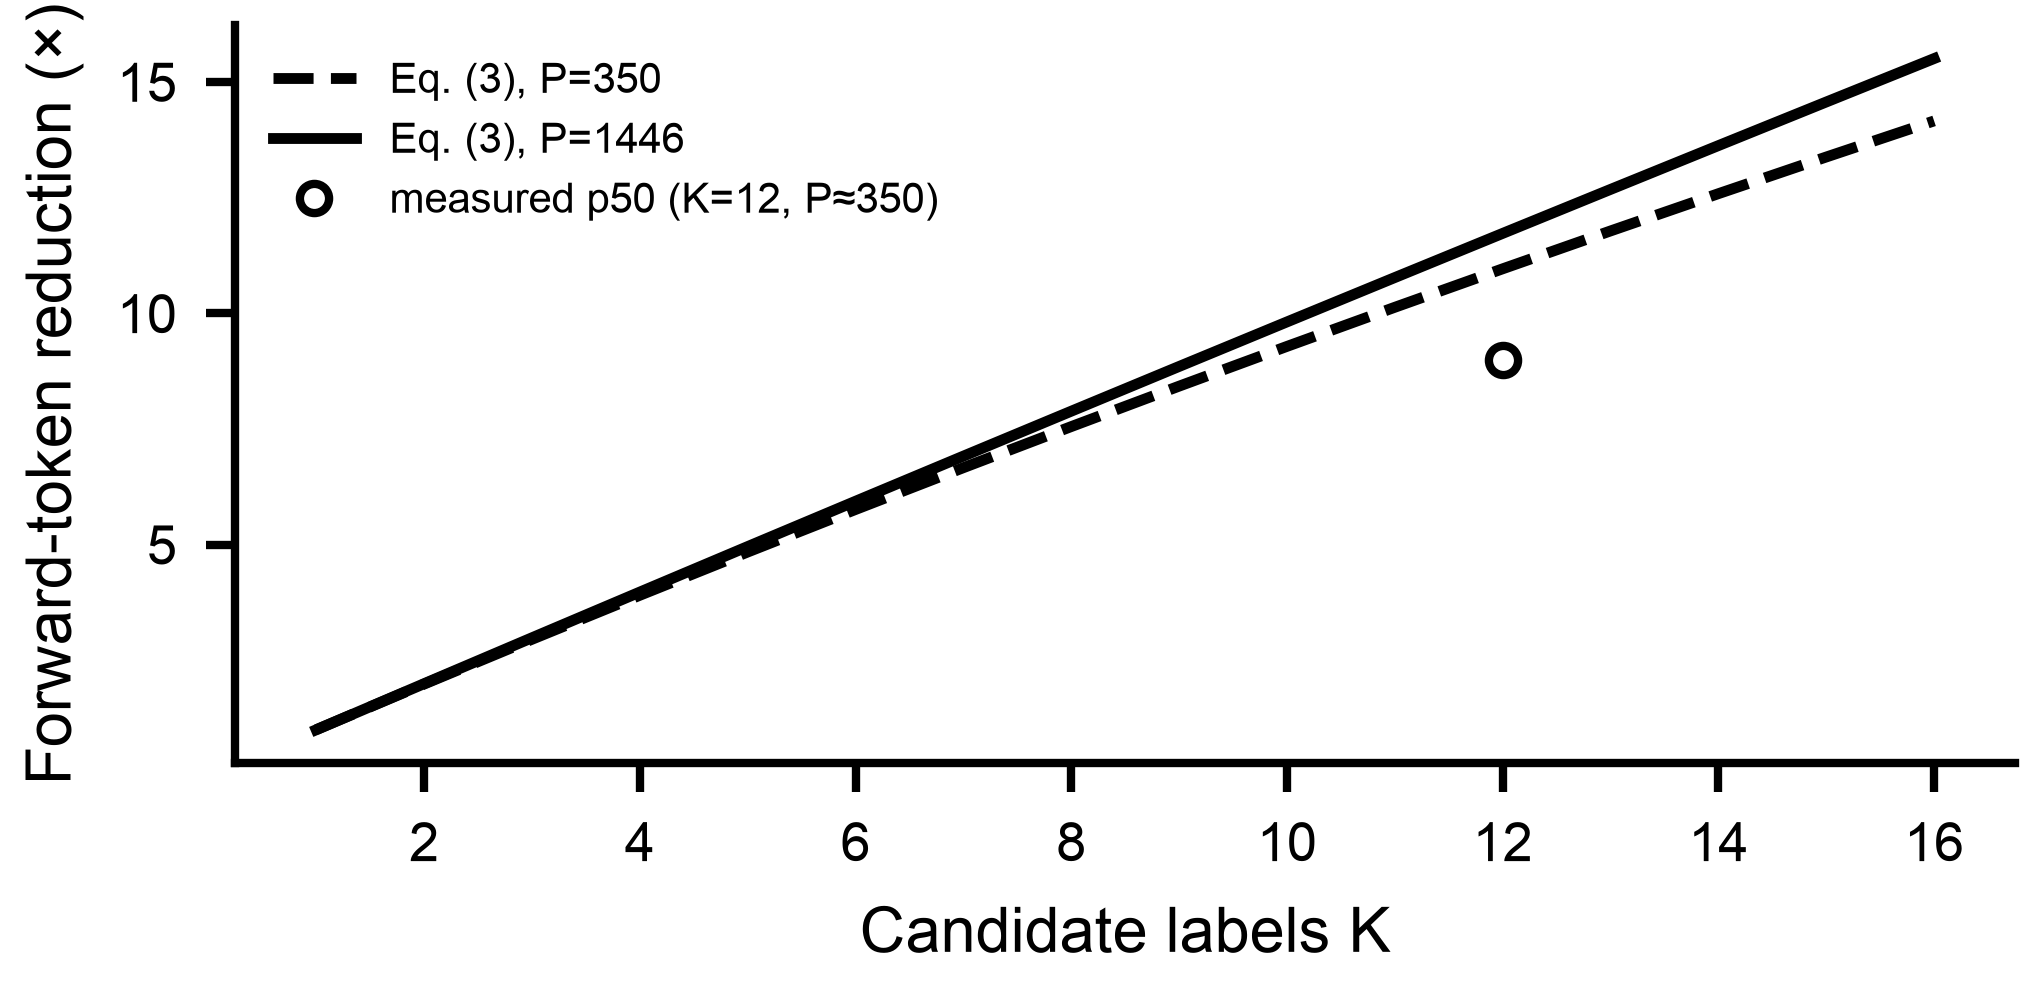 Forward-token reduction (×)
15
10
5
Eq. (3), P=350
Eq. (3), P=1446
measured p50 (K=12, P≈350)
2 4 6 8 10 12 14 16
Candidate labels K